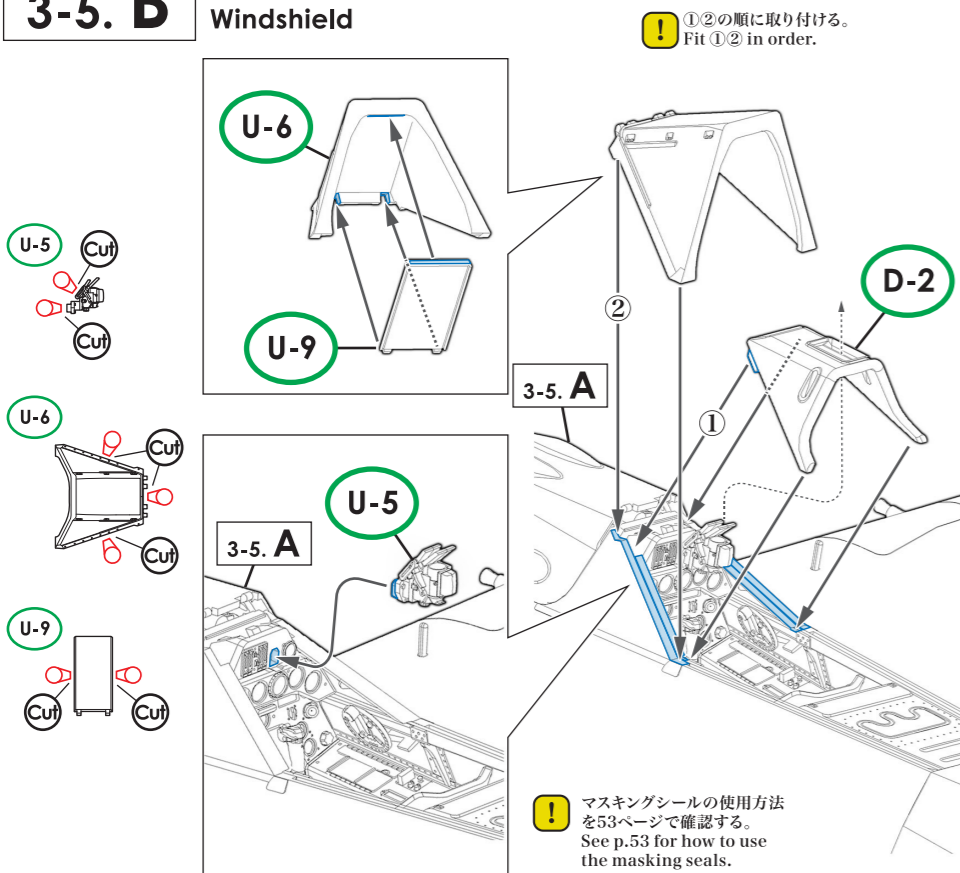 3-5. B
Windshield
①②の順に取り付ける。
Fit ①② in order.
U-6
U-9
U-5
Cut
Cut
U-6
Cut
Cut
U-9
Cut
Cut
②
D-2
3-5. A
①
U-5
3-5. A
マスキングシールの使用方法
を53ページで確認する。
See p.53 for how to use
the masking seals.